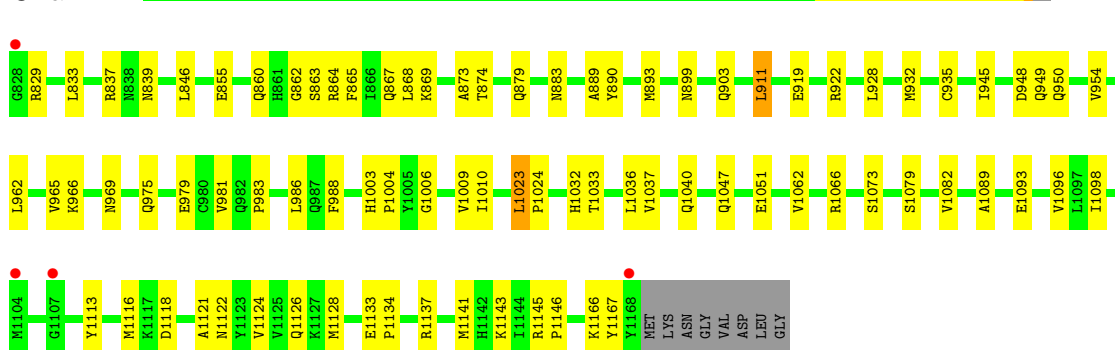 G828 R829 L833 R837 N838 N839 L846 E855 Q860 H861 G862 S863 R864 F865 I866 Q867 L868 K869 A873 T874 Q879 N883 A889 Y890 M893 N899 Q903 L911 E919 R922 L928 M932 C935 I945 D948 Q949 Q950 V954
L962 V965 K966 N969 Q975 E979 C980 V981 Q982 P983 L986 Q987 F988 H1003 P1004 Y1005 G1006 V1009 I1010 L1023 P1024 H1032 T1033 L1036 V1037 Q1040 Q1047 E1051 V1062 R1066 S1073 S1079 V1082 A1089 E1093 V1096 L1097 I1098
M1104 G1107 Y1113 M1116 K1117 D1118 A1121 N1122 Y1123 V1124 V1125 Q1126 K1127 M1128 E1133 P1134 R1137 M1141 H1142 K1143 I1144 R1145 P1146 K1166 Y1167 Y1168 MET LYS ASN GLY VAL ASP LEU GLY